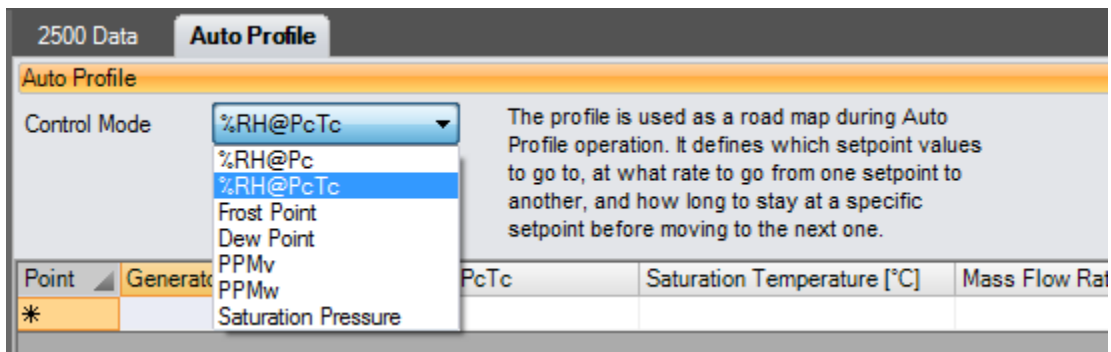 2500 Data
Auto Profile
Auto Profile
Control Mode
%RH@PcTc
%RH@Pc
%RH@PcTc
Frost Point
Dew Point
PPMv
PPMw
Saturation Pressure
The profile is used as a road map during Auto
Profile operation. It defines which setpoint values
to go to, at what rate to go from one setpoint to
another, and how long to stay at a specific
setpoint before moving to the next one.
Point
PcTc
Saturation Temperature [°C]
Mass Flow